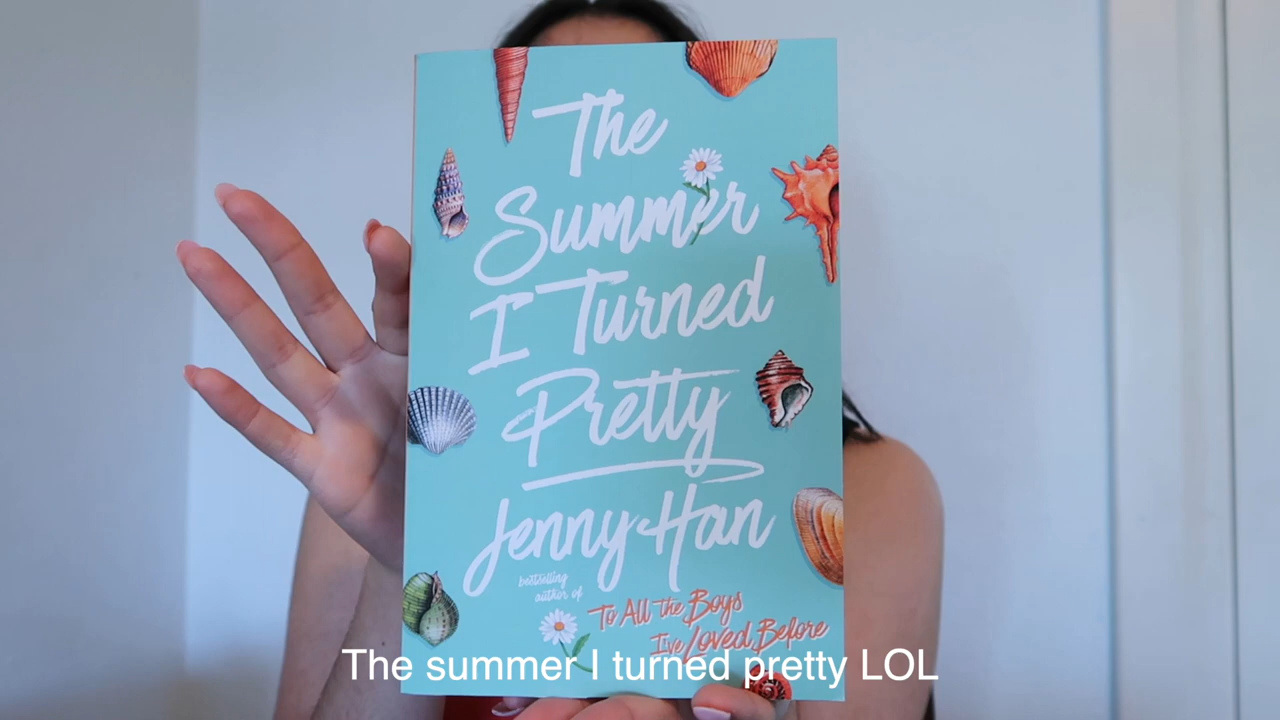 The
Summer
I Turned
Pretty
Jenny Han
bestselling
author of
To All the Boys
I've Loved Before
The summer I turned pretty LOL